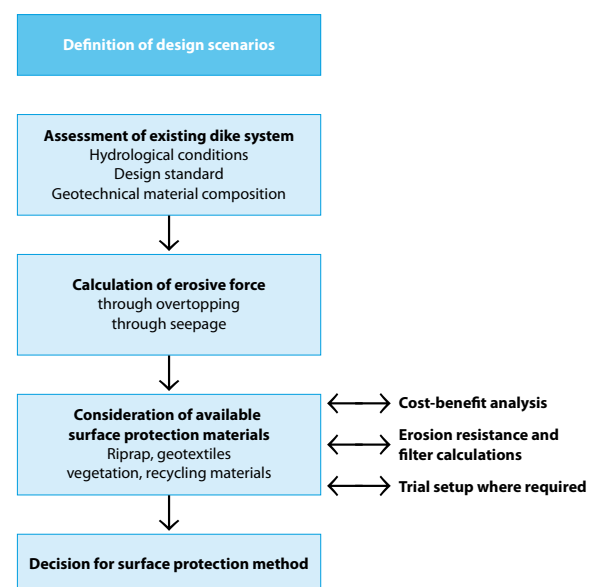 Definition of design scenarios
Assessment of existing dike system
Hydrological conditions
Design standard
Geotechnical material composition
Calculation of erosive force
through overtopping
through seepage
Consideration of available
surface protection materials
Riprap, geotextiles
vegetation, recycling materials
Cost-benefit analysis
Erosion resistance and
filter calculations
Trial setup where required
Decision for surface protection method